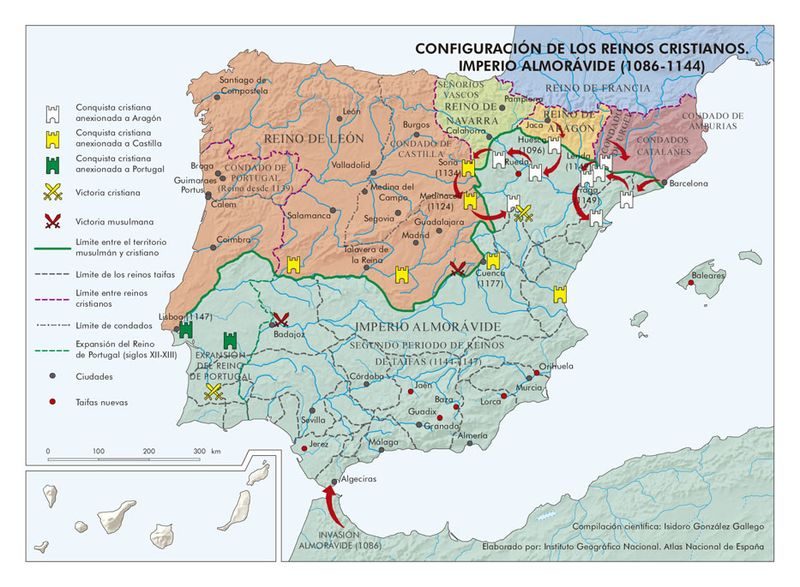 CONFIGURACIÓN DE LOS REINOS CRISTIANOS.
IMPERIO ALMORÁVIDE (1086-1144)
Conquista cristiana
anexionada a Aragón
Conquista cristiana
anexionada a Castilla
Conquista cristiana
anexionada a Portugal
Victoria cristiana
Victoria musulmana
Límite entre el territorio
musulmán y cristiano
Límite de los reinos taifas
Límite entre reinos
cristianos
Límite de condados
Expansión del Reino
de Portugal (siglos XII-XIII)
Ciudades
Taifas nuevas
0 100 200 300 km
Santiago de
Compostela
León
REINO DE LEÓN
Burgos
CONDADO DE
CASTILLA
SEÑORÍOS
VASCOS
REINO DE
NAVARRA
Pamplona
Calahorra
REINO DE FRANCIA
Jaca
REINO DE
ARAGÓN
Huesca
(1096)
Rueda
CONDADO DE
AMPURIAS
CONDADOS
CATALANES
Barcelona
Fraga
(1149)
Braga
Guimaraes
Portus
Calem
CONDADO DE
PORTUGAL
(Reino desde 1139)
Coimbra
Valladolid
Medina del
Campo
Salamanca
Segovia
Guadalajara
Madrid
Talavera de
la Reina
Soria
(1134)
Medinaceli
(1124)
Cuenca
(1177)
Baleares
Lisboa (1147)
Badajoz
EXPANSIÓN
DEL REINO
DE PORTUGAL
IMPERIO ALMORÁVIDE
SEGUNDO PERIODO DE REINOS
DE TAIFAS (1144-1147)
Córdoba
Jaén
Baza
Guadix
Granada
Orihuela
Murcia
Lorca
Sevilla
Jerez
Málaga
Almería
Algeciras
INVASIÓN
ALMORÁVIDE (1086)
Compilación científica: Isidoro González Gallego
Elaborado por: Instituto Geográfico Nacional. Atlas Nacional de España